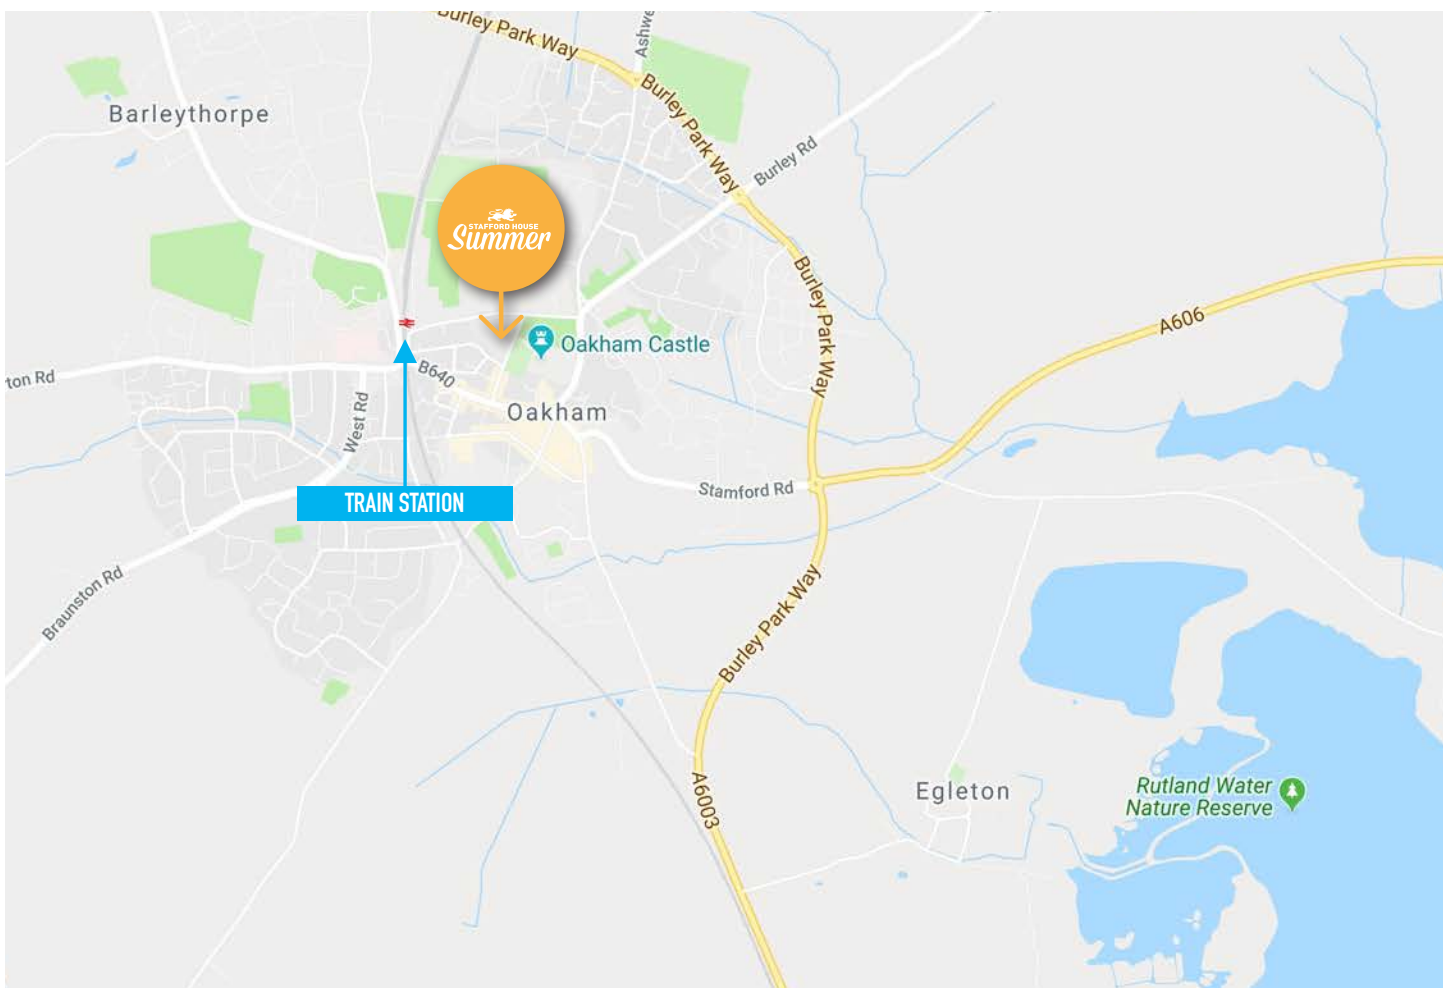 Burley Park Way
Ashwe
Barleythorpe
Burley Park Way
Burley Rd
STAFFORD HOUSE
Summer
Burley Park Way
A606
Oakham Castle
rton Rd
B640
Oakham
West Rd
Stamford Rd
TRAIN STATION
Braunston Rd
Burley Park Way
A6003
Egleton
Rutland Water
Nature Reserve